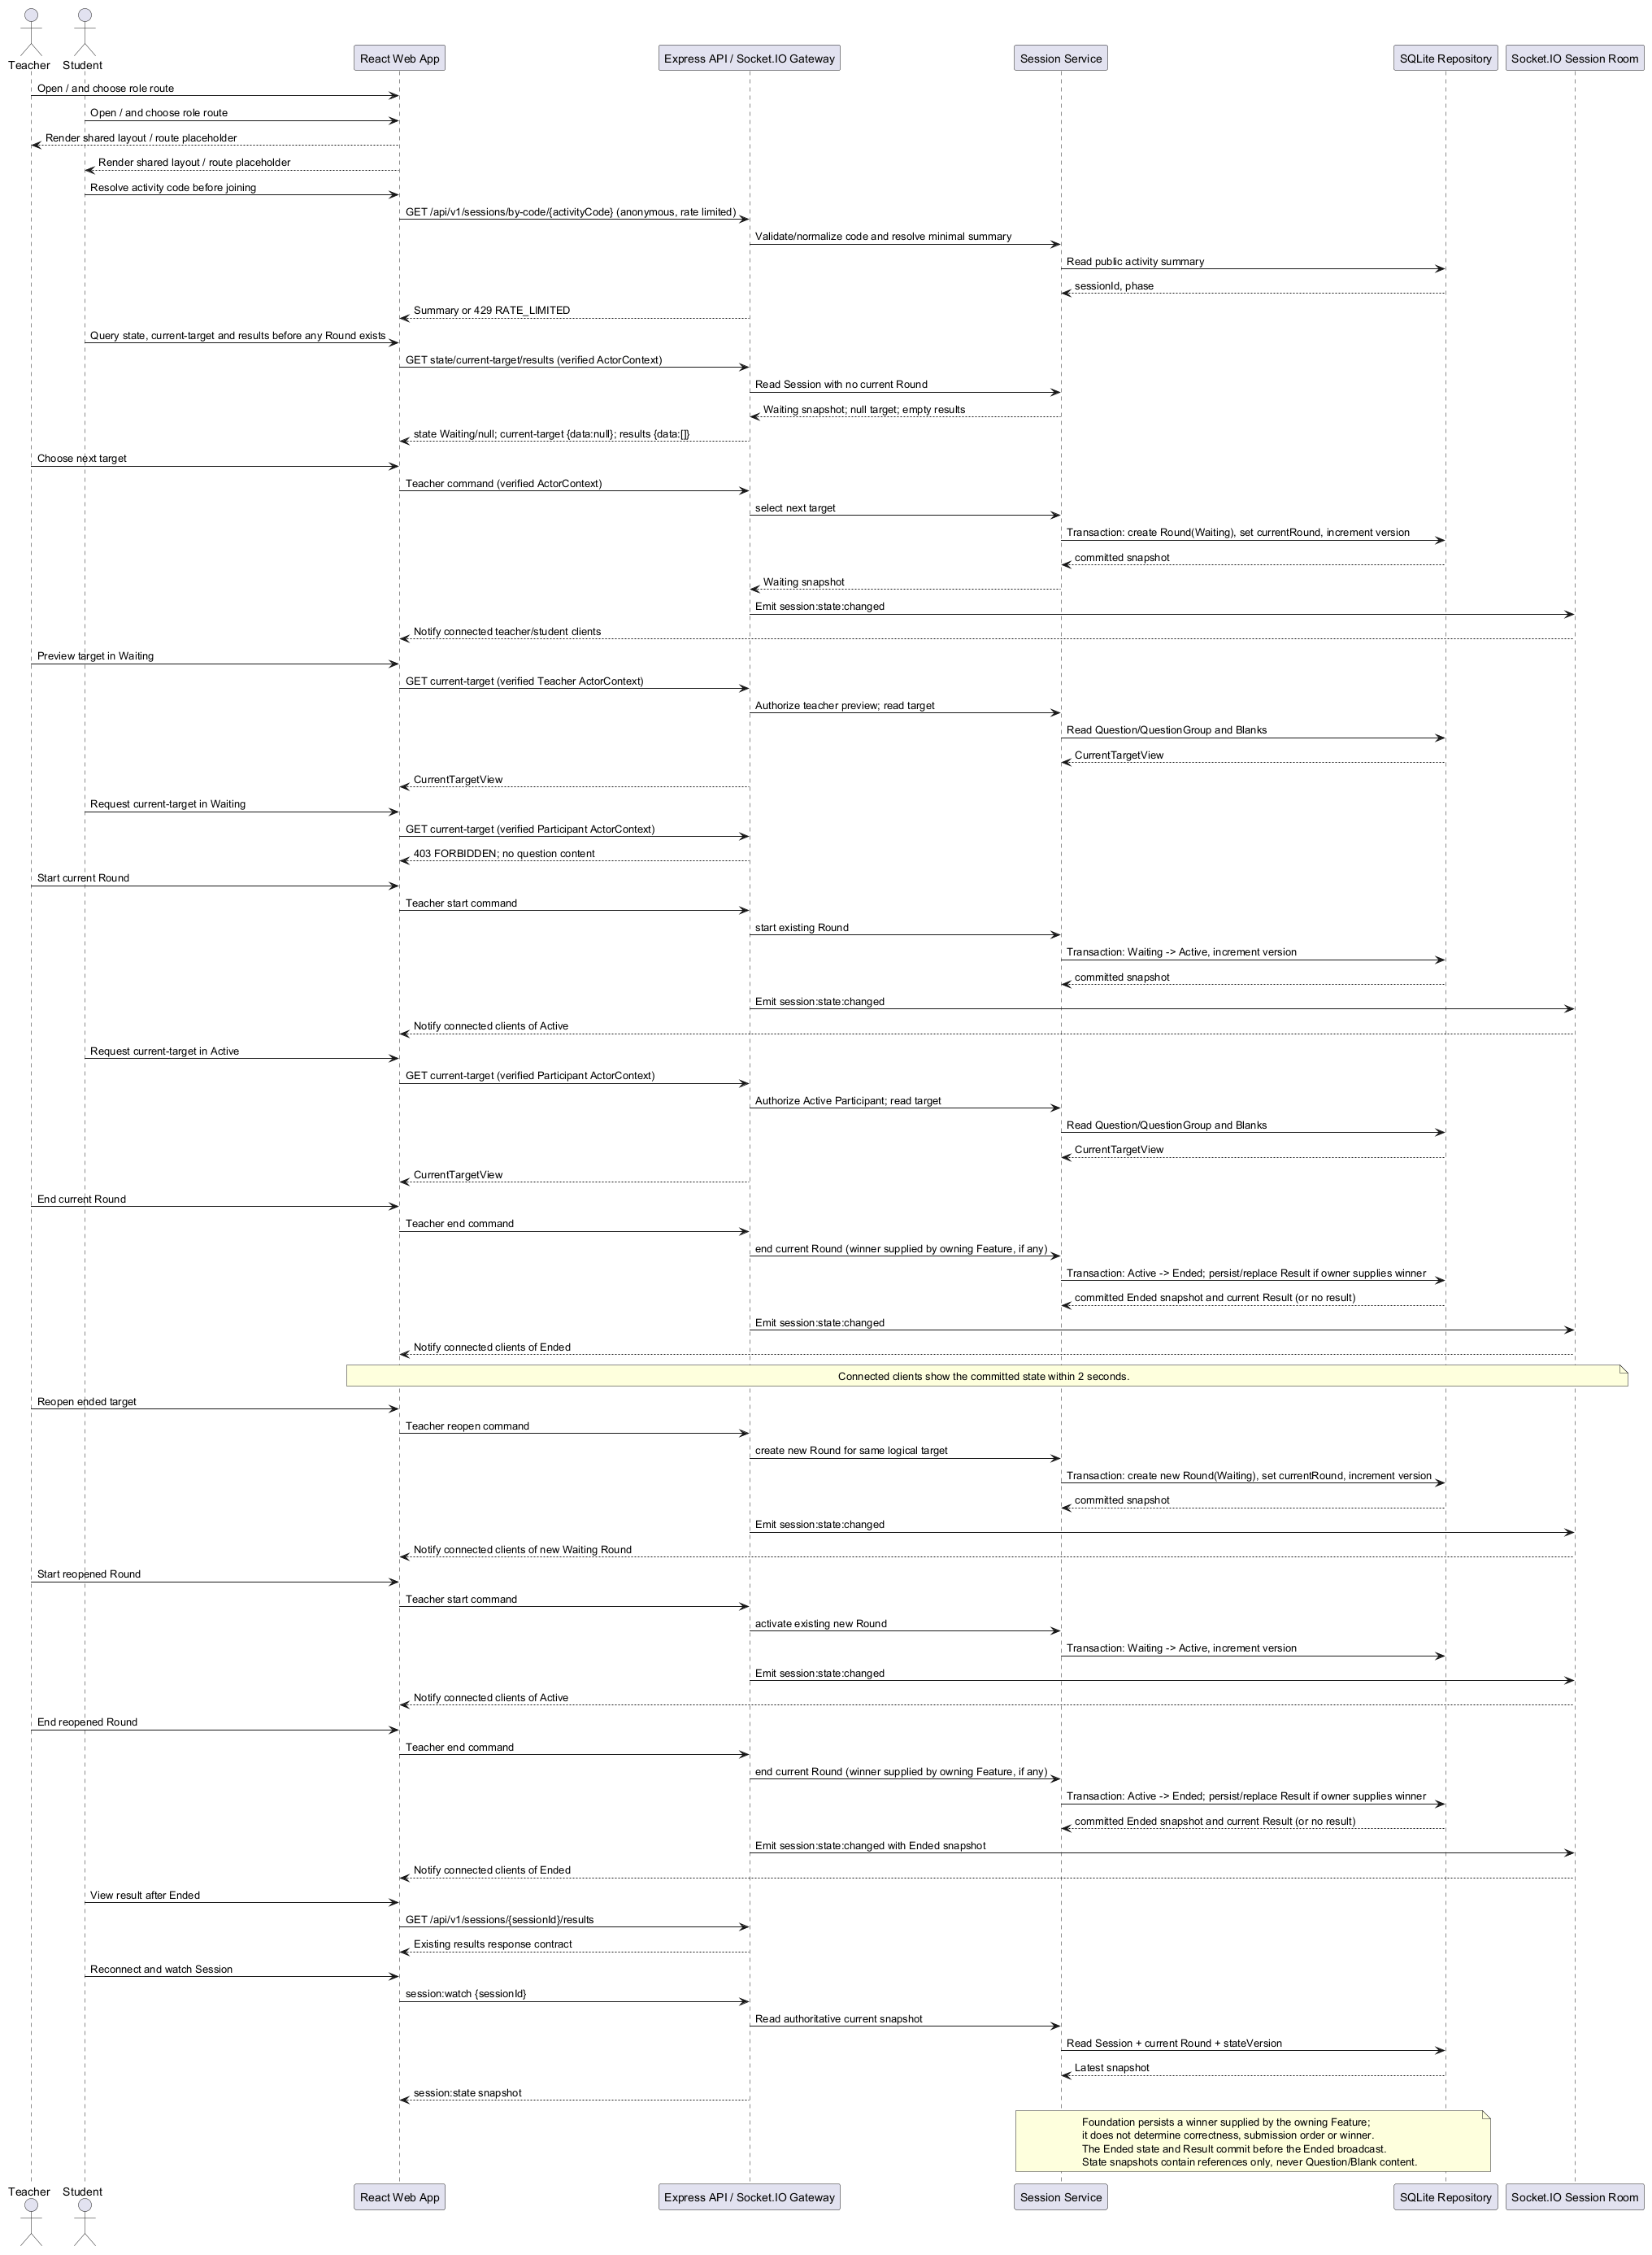 Teacher
Student
React Web App
Express API / Socket.IO Gateway
Session Service
SQLite Repository
Socket.IO Session Room
Open / and choose role route
Open / and choose role route
Render shared layout / route placeholder
Render shared layout / route placeholder
Resolve activity code before joining
GET /api/v1/sessions/by-code/{activityCode} (anonymous, rate limited)
Validate/normalize code and resolve minimal summary
Read public activity summary
sessionId, phase
Summary or 429 RATE_LIMITED
Query state, current-target and results before any Round exists
GET state/current-target/results (verified ActorContext)
Read Session with no current Round
Waiting snapshot; null target; empty results
state Waiting/null; current-target {data:null}; results {data:[]}
Choose next target
Teacher command (verified ActorContext)
select next target
Transaction: create Round(Waiting), set currentRound, increment version
committed snapshot
Waiting snapshot
Emit session:state:changed
Notify connected teacher/student clients
Preview target in Waiting
GET current-target (verified Teacher ActorContext)
Authorize teacher preview; read target
Read Question/QuestionGroup and Blanks
CurrentTargetView
CurrentTargetView
Request current-target in Waiting
GET current-target (verified Participant ActorContext)
403 FORBIDDEN; no question content
Start current Round
Teacher start command
start existing Round
Transaction: Waiting -> Active, increment version
committed snapshot
Emit session:state:changed
Notify connected clients of Active
Request current-target in Active
GET current-target (verified Participant ActorContext)
Authorize Active Participant; read target
Read Question/QuestionGroup and Blanks
CurrentTargetView
CurrentTargetView
End current Round
Teacher end command
end current Round (winner supplied by owning Feature, if any)
Transaction: Active -> Ended; persist/replace Result if owner supplies winner
committed Ended snapshot and current Result (or no result)
Emit session:state:changed
Notify connected clients of Ended
Connected clients show the committed state within 2 seconds.
Reopen ended target
Teacher reopen command
create new Round for same logical target
Transaction: create new Round(Waiting), set currentRound, increment version
committed snapshot
Emit session:state:changed
Notify connected clients of new Waiting Round
Start reopened Round
Teacher start command
activate existing new Round
Transaction: Waiting -> Active, increment version
Emit session:state:changed
Notify connected clients of Active
End reopened Round
Teacher end command
end current Round (winner supplied by owning Feature, if any)
Transaction: Active -> Ended; persist/replace Result if owner supplies winner
committed Ended snapshot and current Result (or no result)
Emit session:state:changed with Ended snapshot
Notify connected clients of Ended
View result after Ended
GET /api/v1/sessions/{sessionId}/results
Existing results response contract
Reconnect and watch Session
session:watch {sessionId}
Read authoritative current snapshot
Read Session + current Round + stateVersion
Latest snapshot
session:state snapshot
Foundation persists a winner supplied by the owning Feature;
it does not determine correctness, submission order or winner.
The Ended state and Result commit before the Ended broadcast.
State snapshots contain references only, never Question/Blank content.
Teacher
Student
React Web App
Express API / Socket.IO Gateway
Session Service
SQLite Repository
Socket.IO Session Room